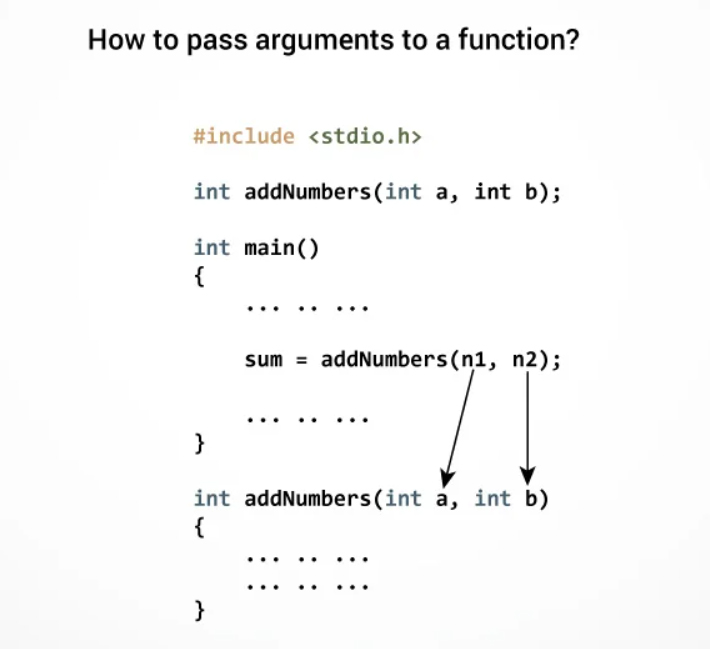 How to pass arguments to a function?
#include <stdio.h>
int addNumbers(int a, int b);
int main()
{
... .. ...
sum = addNumbers(n1, n2);
... .. ...
}
int addNumbers(int a, int b)
{
... .. ...
... .. ...
}